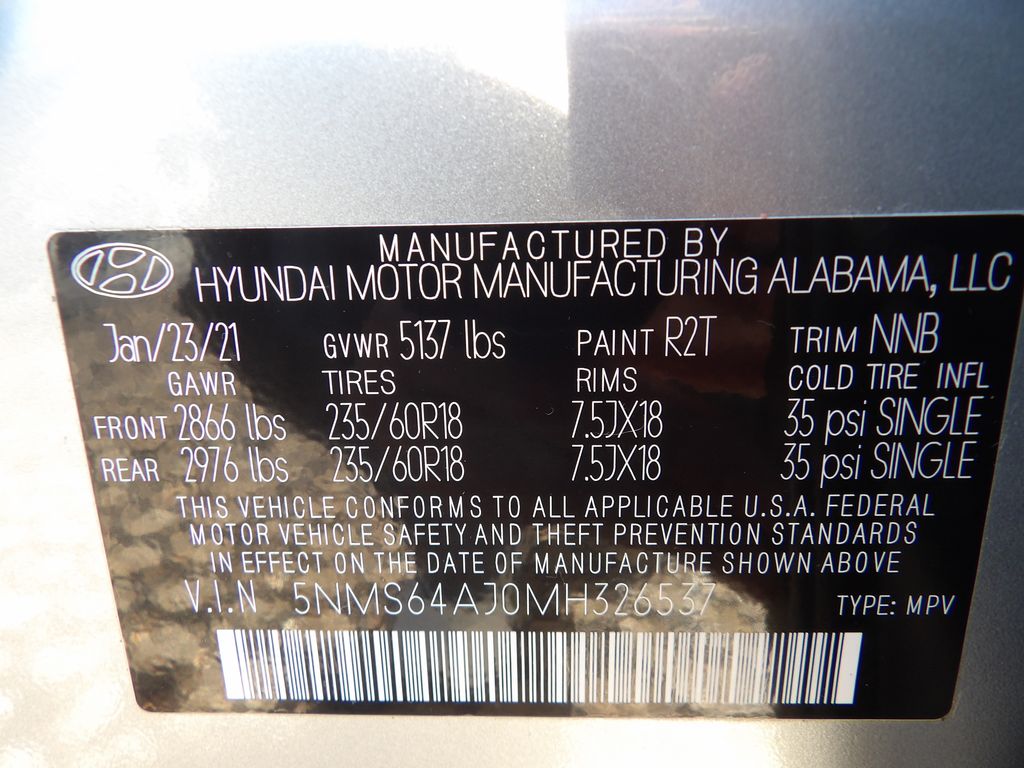 MANUFACTURED BY
HYUNDAI MOTOR MANUFACTURING ALABAMA, LLC
Jan/23/21 GVWR 5137 lbs PAINT R2T TRIM NNB
GAWR TIRES RIMS COLD TIRE INFL
FRONT 2866 lbs 235/60R18 7.5JX18 35 psi SINGLE
REAR 2976 lbs 235/60R18 7.5JX18 35 psi SINGLE
THIS VEHICLE CONFORMS TO ALL APPLICABLE U.S.A. FEDERAL
MOTOR VEHICLE SAFETY AND THEFT PREVENTION STANDARDS
IN EFFECT ON THE DATE OF MANUFACTURE SHOWN ABOVE
V.I.N 5NMS64AJ0MH326537 TYPE: MPV